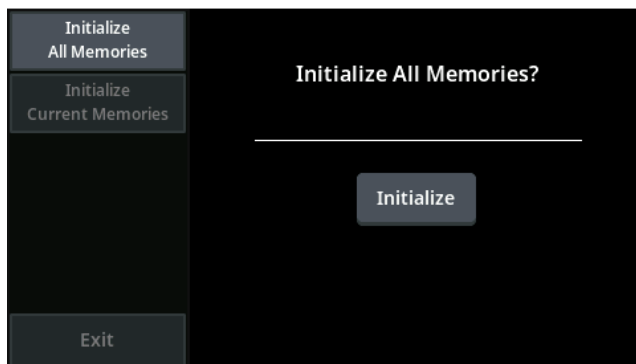 Initialize
All Memories
Initialize
Current Memories
Exit
Initialize All Memories?
Initialize